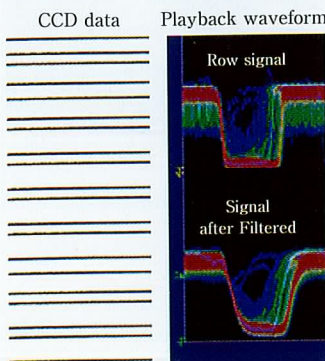 CCD data
Playback waveform
Row signal
Signal
after Filtered